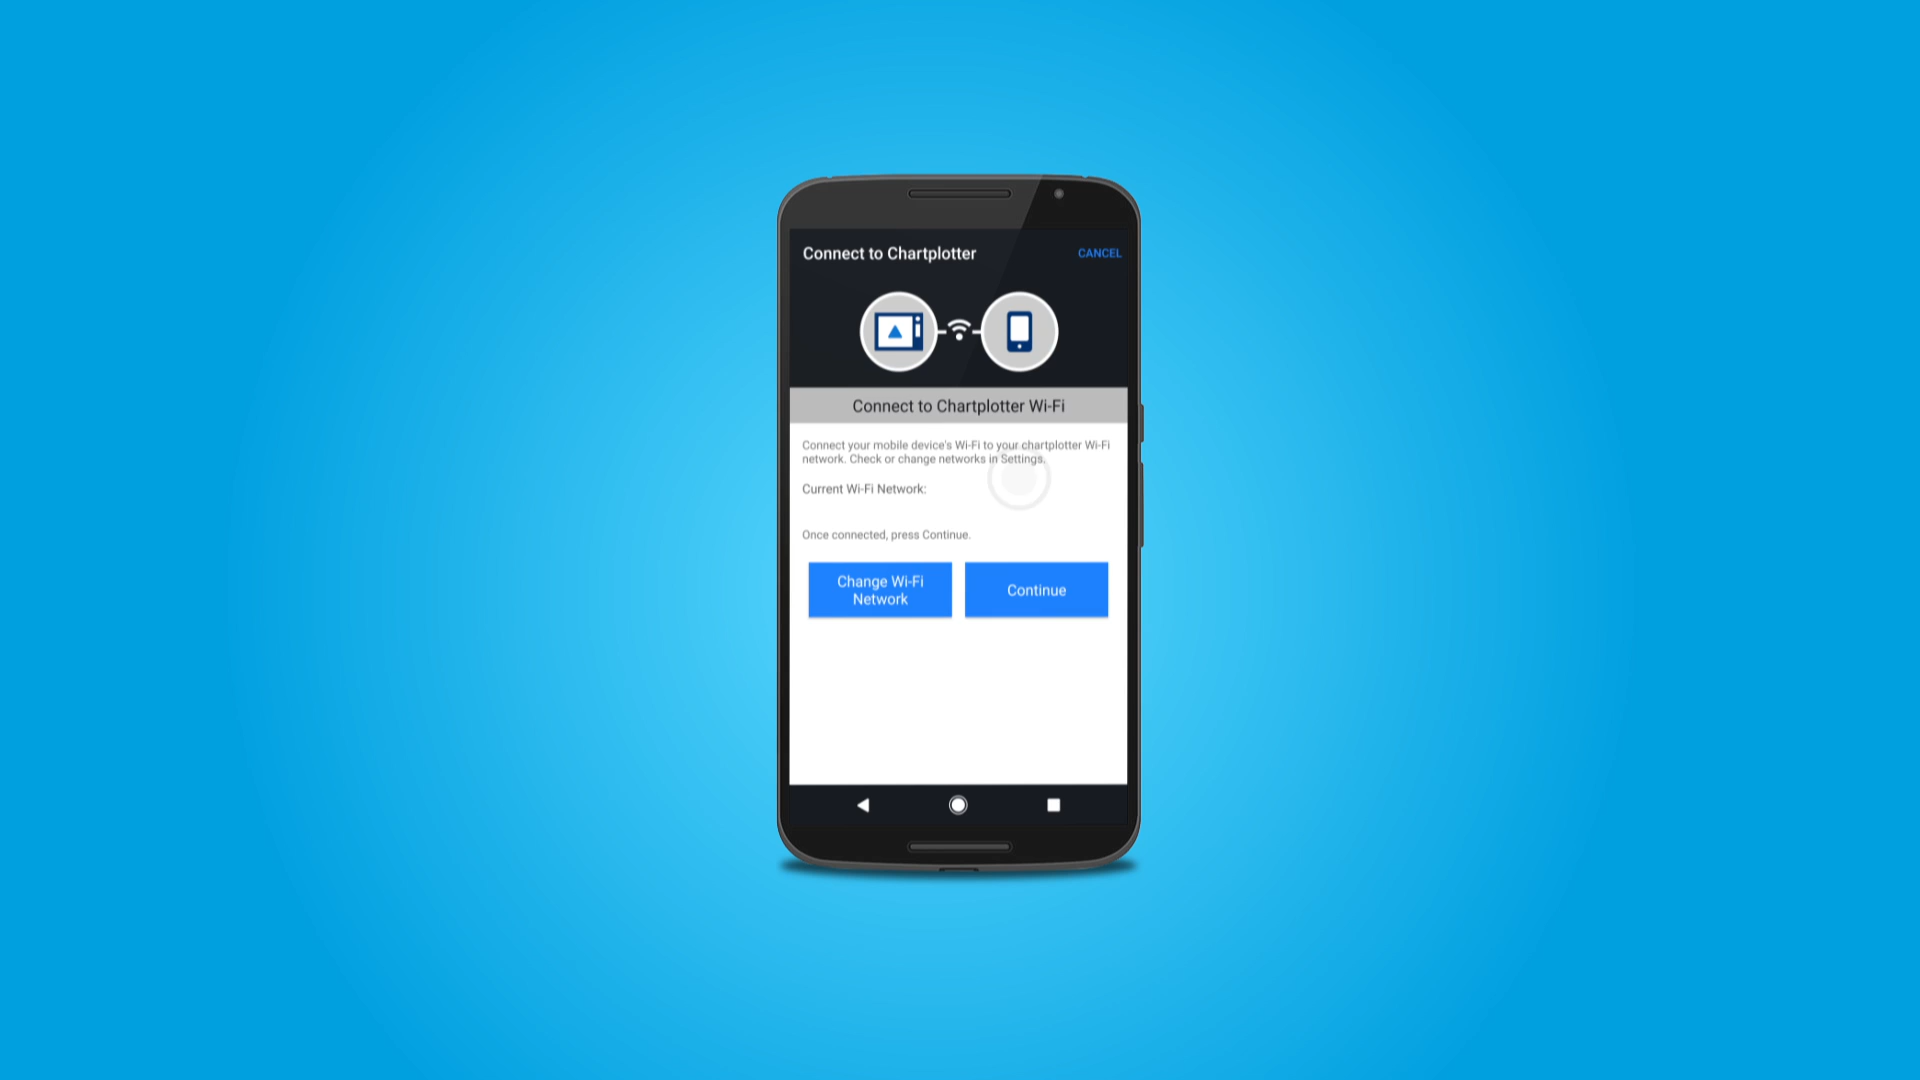 Connect to Chartplotter
CANCEL
Connect to Chartplotter Wi-Fi
Connect your mobile device's Wi-Fi to your chartplotter Wi-Fi
network. Check or change networks in Settings.
Current Wi-Fi Network:
Once connected, press Continue.
Change Wi-Fi
Network
Continue